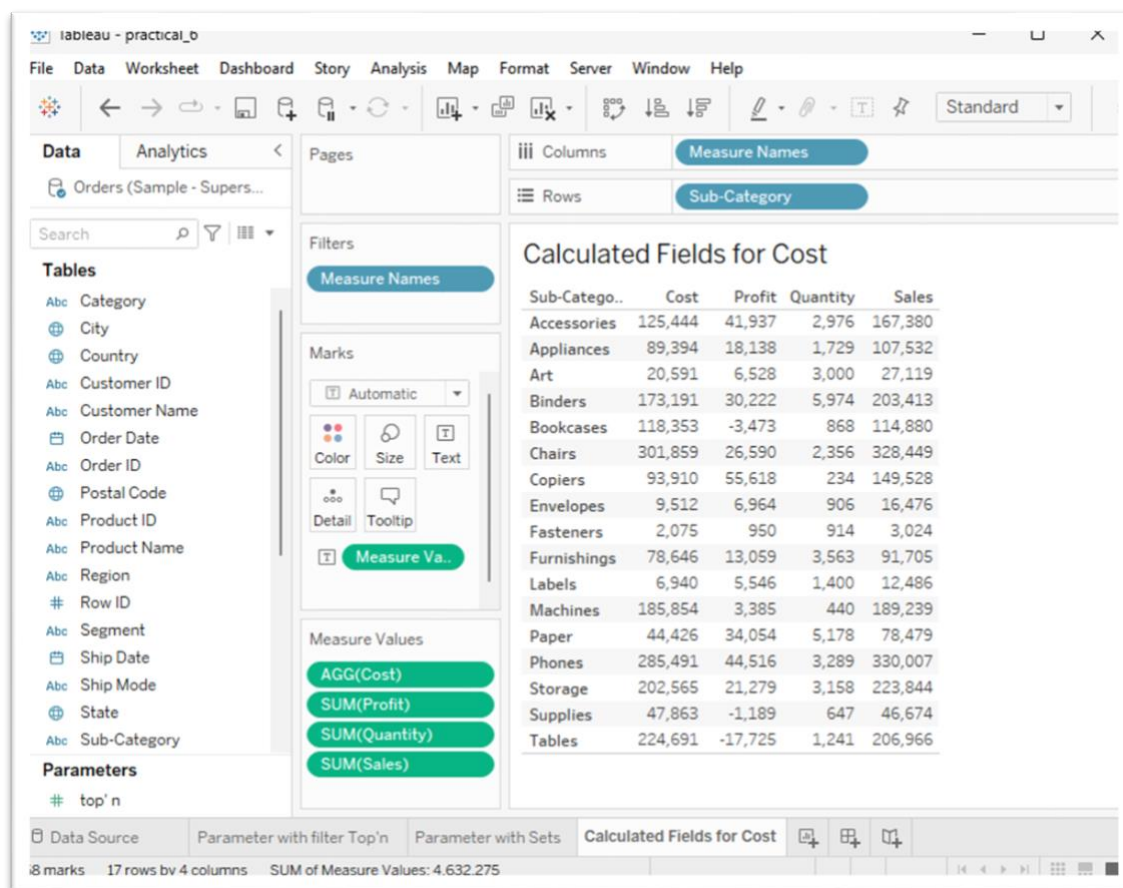 Tableau - practical_6
File Data Worksheet Dashboard Story Analysis Map Format Server Window Help
Standard
Data Analytics
Orders (Sample - Supers...
Search
Tables
Abc Category
City
Country
Abc Customer ID
Abc Customer Name
Order Date
Abc Order ID
Postal Code
Abc Product ID
Abc Product Name
Abc Region
# Row ID
Abc Segment
Ship Date
Abc Ship Mode
State
Abc Sub-Category
Parameters
# top' n
Pages
Filters
Measure Names
Marks
T Automatic
Color Size T Text
Detail Tooltip
T Measure Va..
Measure Values
AGG(Cost)
SUM(Profit)
SUM(Quantity)
SUM(Sales)
iii Columns Measure Names
Rows Sub-Category
Calculated Fields for Cost
Sub-Catego.. Cost Profit Quantity Sales
Accessories 125,444 41,937 2,976 167,380
Appliances 89,394 18,138 1,729 107,532
Art 20,591 6,528 3,000 27,119
Binders 173,191 30,222 5,974 203,413
Bookcases 118,353 -3,473 868 114,880
Chairs 301,859 26,590 2,356 328,449
Copiers 93,910 55,618 234 149,528
Envelopes 9,512 6,964 906 16,476
Fasteners 2,075 950 914 3,024
Furnishings 78,646 13,059 3,563 91,705
Labels 6,940 5,546 1,400 12,486
Machines 185,854 3,385 440 189,239
Paper 44,426 34,054 5,178 78,479
Phones 285,491 44,516 3,289 330,007
Storage 202,565 21,279 3,158 223,844
Supplies 47,863 -1,189 647 46,674
Tables 224,691 -17,725 1,241 206,966
Data Source Parameter with filter Top'n Parameter with Sets Calculated Fields for Cost
8 marks 17 rows by 4 columns SUM of Measure Values: 4,632,275